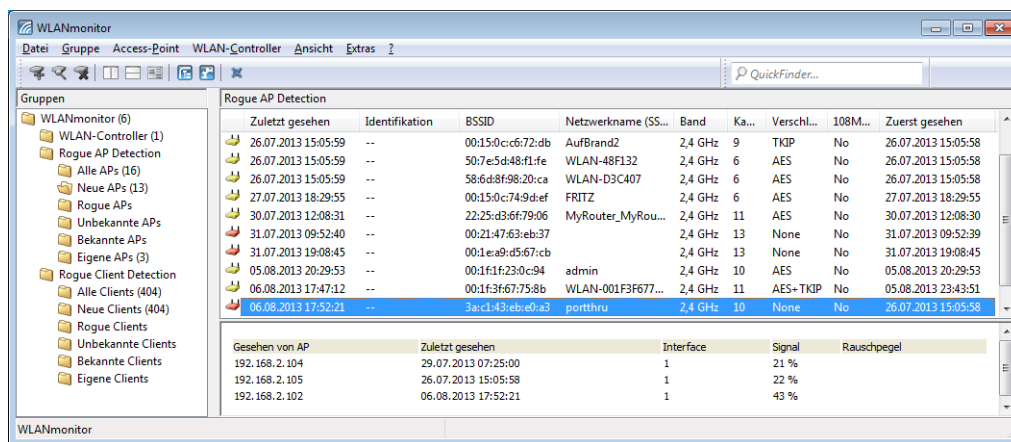 WLANmonitor
Datei Gruppe Access-Point WLAN-Controller Ansicht Extras ?
QuickFinder...
Gruppen
WLANmonitor (6)
WLAN-Controller (1)
Rogue AP Detection
Alle APs (16)
Neue APs (13)
Rogue APs
Unbekannte APs
Bekannte APs
Eigene APs (3)
Rogue Client Detection
Alle Clients (404)
Neue Clients (404)
Rogue Clients
Unbekannte Clients
Bekannte Clients
Eigene Clients
Rogue AP Detection
Zuletzt gesehen Identifikation BSSID Netzwerkname (SS... Band Ka... Verschl... 108M... Zuerst gesehen
26.07.2013 15:05:59 -- 00:15:0c:c6:72:db AufBrand2 2,4 GHz 9 TKIP No 26.07.2013 15:05:58
26.07.2013 15:05:59 -- 50:7e:5d:48:f1:fe WLAN-48F132 2,4 GHz 6 AES No 26.07.2013 15:05:58
26.07.2013 15:05:59 -- 58:6d:8f:98:20:ca WLAN-D3C407 2,4 GHz 6 AES No 26.07.2013 15:05:58
27.07.2013 18:29:55 -- 00:15:0c:74:9d:ef FRITZ 2,4 GHz 6 AES No 27.07.2013 18:29:55
30.07.2013 12:08:31 -- 22:25:d3:6f:79:06 MyRouter_MyRou... 2,4 GHz 11 AES No 30.07.2013 12:08:30
31.07.2013 09:52:40 -- 00:21:47:63:eb:37 2,4 GHz 13 None No 31.07.2013 09:52:39
31.07.2013 19:08:45 -- 00:1e:a9:d5:67:cb 2,4 GHz 13 None No 31.07.2013 19:08:45
05.08.2013 20:29:53 -- 00:1f:1f:23:0c:94 admin 2,4 GHz 10 AES No 05.08.2013 20:29:53
06.08.2013 17:47:12 -- 00:1f:3f:67:75:8b WLAN-001F3F677... 2,4 GHz 11 AES+TKIP No 05.08.2013 23:43:51
06.08.2013 17:52:21 -- 3a:c1:43:eb:e0:a3 portthru 2,4 GHz 10 None No 26.07.2013 15:05:58
Gesehen von AP Zuletzt gesehen Interface Signal Rauschpegel
192.168.2.104 29.07.2013 07:25:00 1 21 %
192.168.2.105 26.07.2013 15:05:58 1 22 %
192.168.2.102 06.08.2013 17:52:21 1 43 %
WLANmonitor